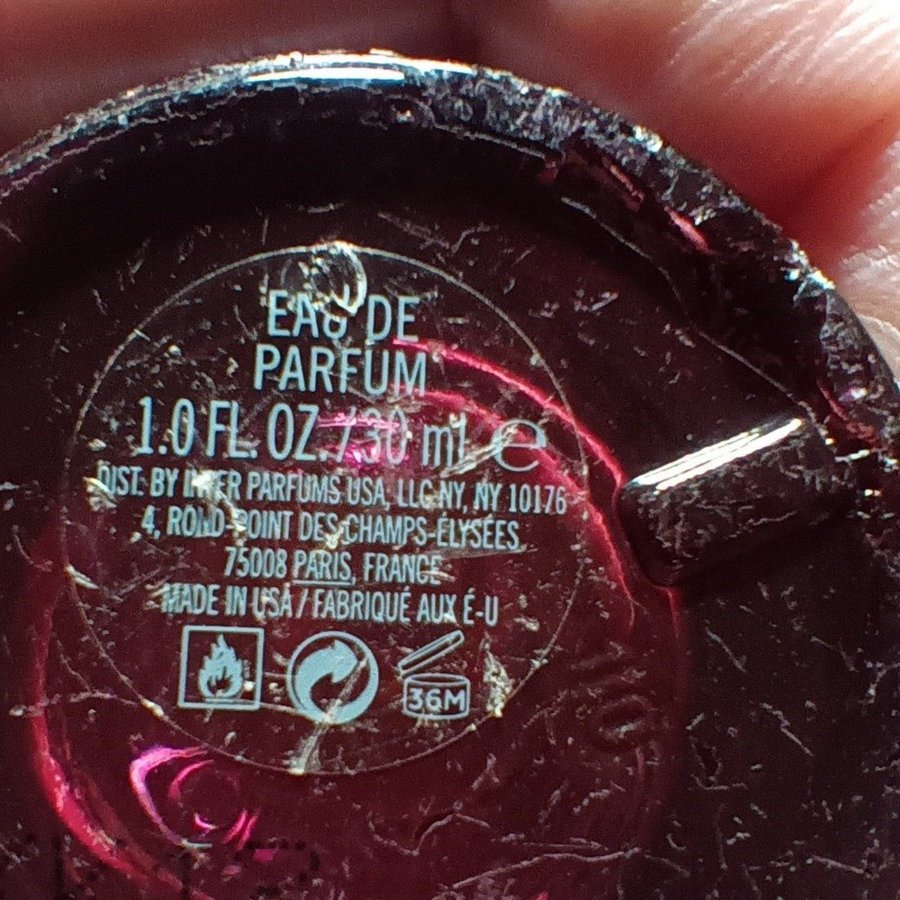 EAU DE
PARFUM
1.0 FL. OZ. / 30 ml e
DIST. BY INTER PARFUMS USA, LLC NY, NY 10176
4, ROND-POINT DES CHAMPS-ÉLYSÉES
75008 PARIS, FRANCE
MADE IN USA / FABRIQUÉ AUX É-U
36M